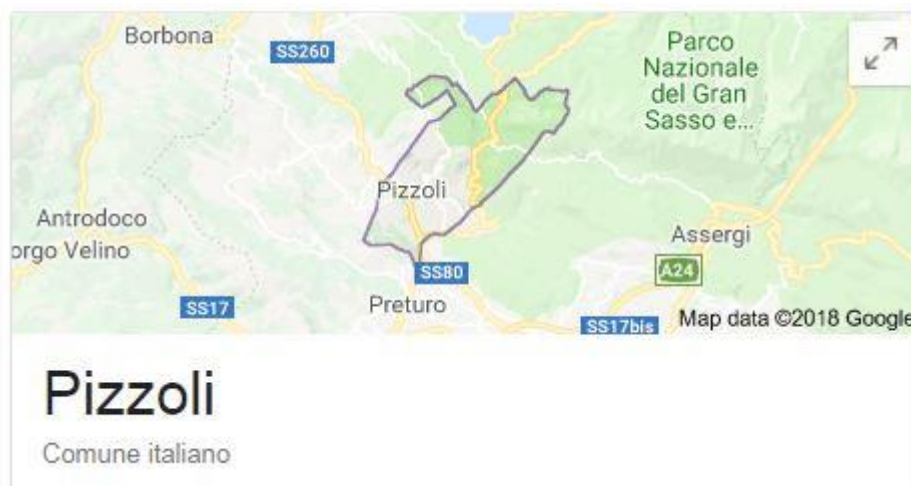 Borbona
SS260
Parco
Nazionale
del Gran
Sasso e...
Pizzoli
Antrodoco
orgo Velino
Assergi
SS80
A24
SS17
Preturo
SS17bis
Map data ©2018 Google
Pizzoli
Comune italiano